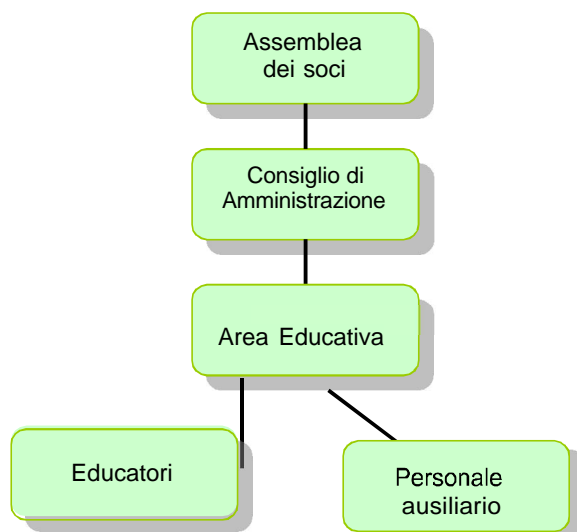 Assemblea
dei soci
Consiglio di
Amministrazione
Area Educativa
Educatori
Personale
ausiliario